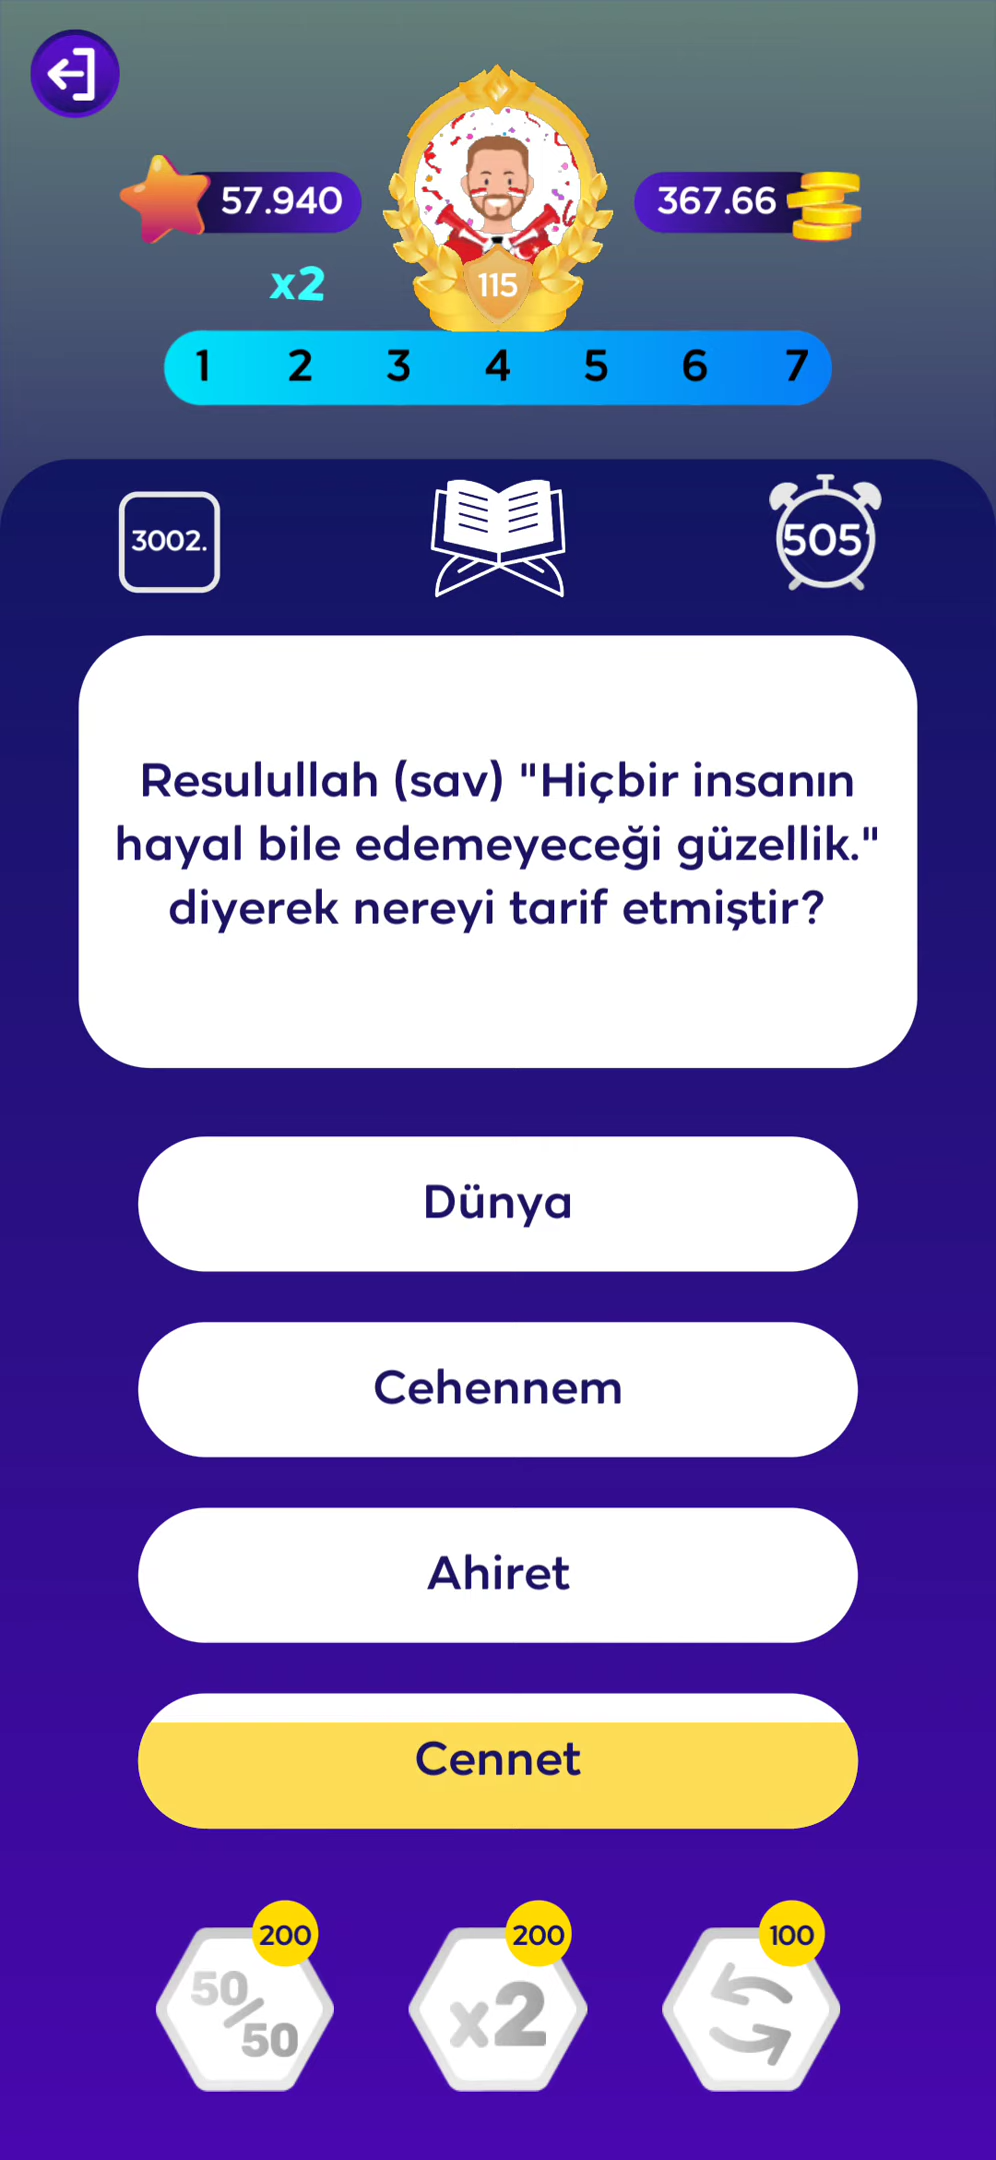 57.940
367.66
x2
115
1 2 3 4 5 6 7
3002.
505
Resulullah (sav) "Hiçbir insanın
hayal bile edemeyeceği güzellik."
diyerek nereyi tarif etmiştir?
Dünya
Cehennem
Ahiret
Cennet
200
200
100
50/50
x2